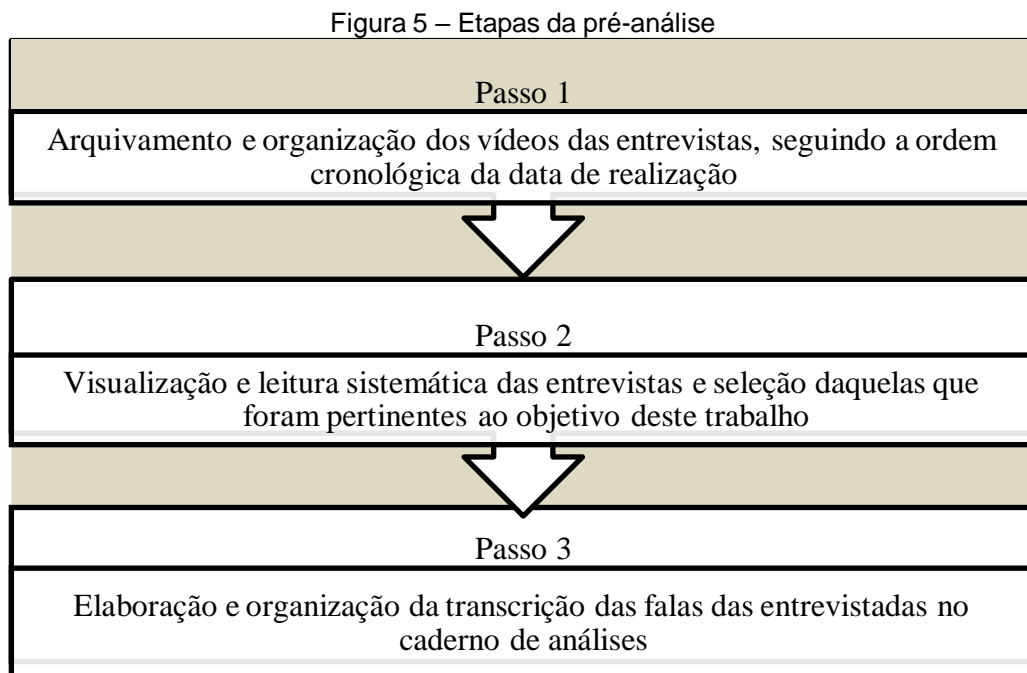 Figura 5 – Etapas da pré-análise
Passo 1
Arquivamento e organização dos vídeos das entrevistas, seguindo a ordem
cronológica da data de realização
Passo 2
Visualização e leitura sistemática das entrevistas e seleção daquelas que
foram pertinentes ao objetivo deste trabalho
Passo 3
Elaboração e organização da transcrição das falas das entrevistadas no
caderno de análises